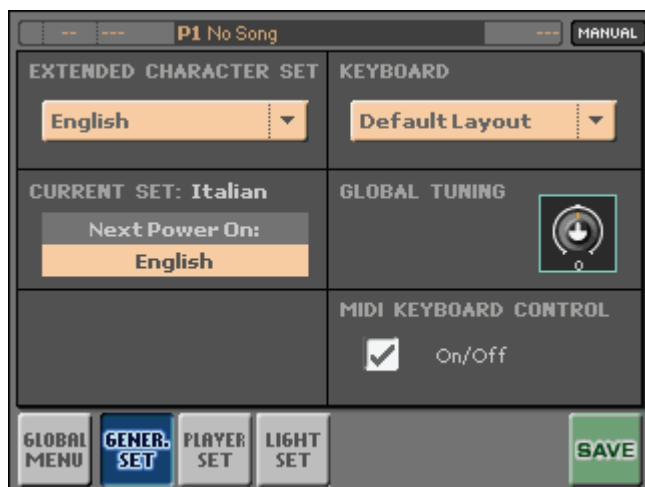 -- --- P1 No Song --- MANUAL
EXTENDED CHARACTER SET
English
KEYBOARD
Default Layout
CURRENT SET: Italian
Next Power On:
English
GLOBAL TUNING
0
MIDI KEYBOARD CONTROL
On/Off
GLOBAL MENU
GENER. SET
PLAYER SET
LIGHT SET
SAVE